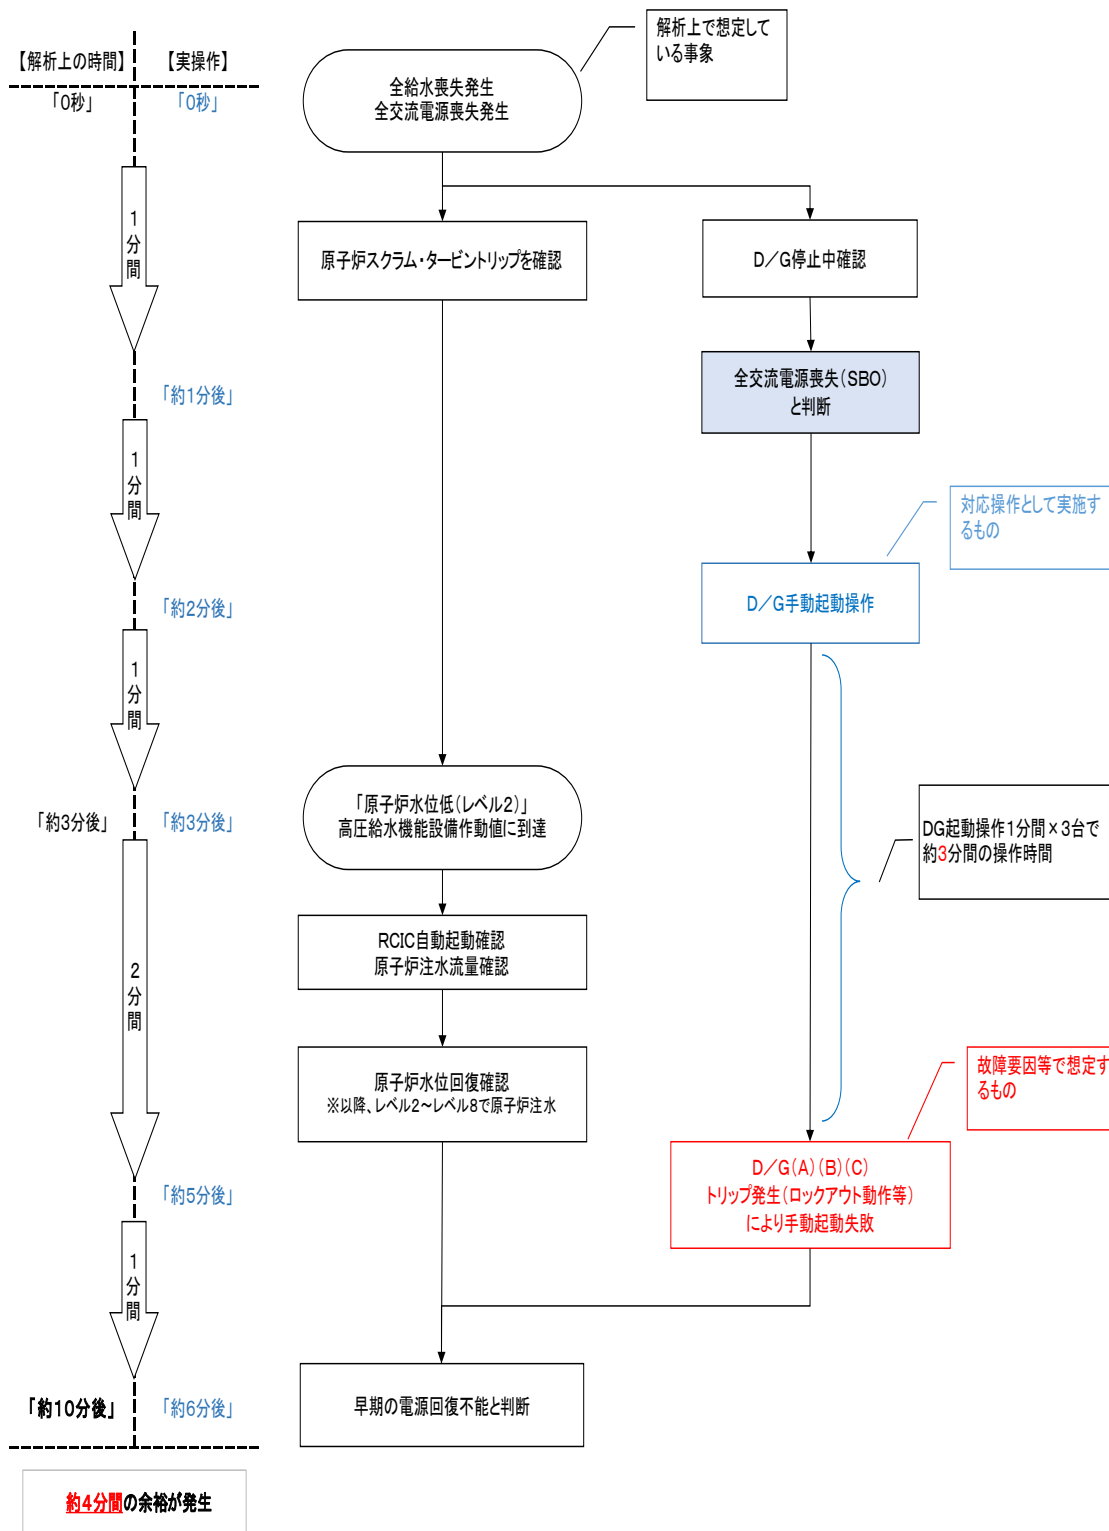 解析上で想定して
いる事象
【解析上の時間】
【実操作】
「0秒」
「0秒」
全給水喪失発生
全交流電源喪失発生
1
分
間
原子炉スクラム・タービントリップを確認
D／G停止中確認
全交流電源喪失(SBO)
と判断
「約1分後」
1
分
間
対応操作として実施す
るもの
D／G手動起動操作
「約2分後」
1
分
間
「原子炉水位低(レベル2)」
高圧給水機能設備作動値に到達
「約3分後」
「約3分後」
DG起動操作1分間×3台で
約3分間の操作時間
RCIC自動起動確認
原子炉注水流量確認
2
分
間
原子炉水位回復確認
※以降、レベル2～レベル8で原子炉注水
故障要因等で想定す
るもの
D／G(A)(B)(C)
トリップ発生(ロックアウト動作等)
により手動起動失敗
「約5分後」
1
分
間
早期の電源回復不能と判断
「約10分後」
「約6分後」
約4分間の余裕が発生